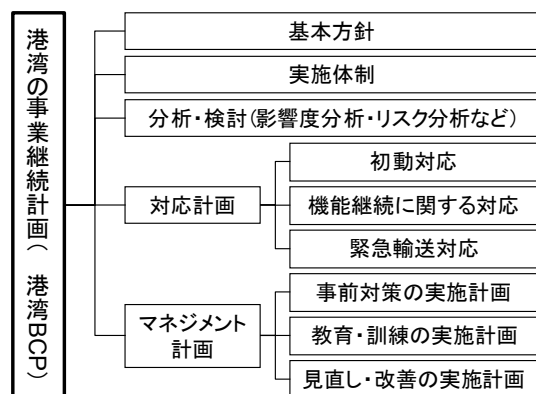 港湾の事業継続計画( 港湾BCP)
基本方針
実施体制
分析・検討(影響度分析・リスク分析など)
対応計画
初動対応
機能継続に関する対応
緊急輸送対応
マネジメント
計画
事前対策の実施計画
教育・訓練の実施計画
見直し・改善の実施計画